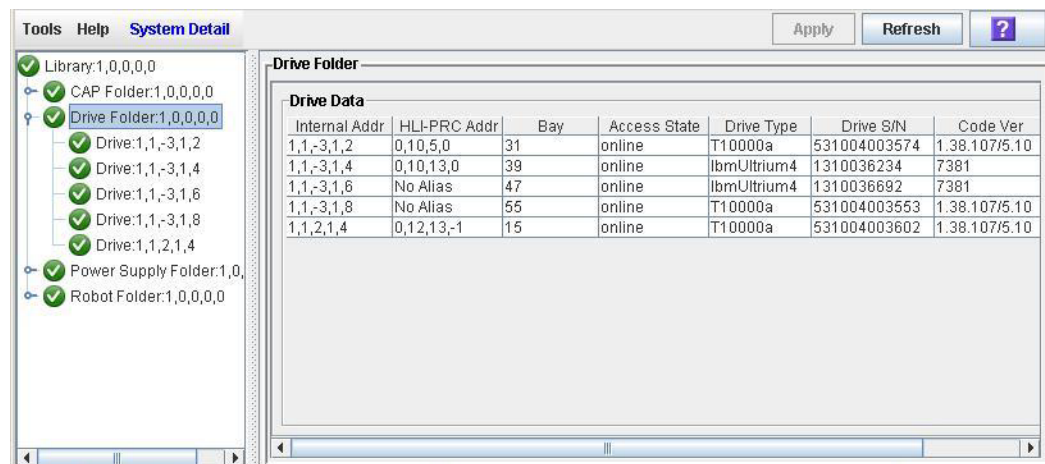 Tools Help System Detail Apply Refresh ?
Library:1,0,0,0,0
CAP Folder:1,0,0,0,0
Drive Folder:1,0,0,0,0
Drive:1,1,-3,1,2
Drive:1,1,-3,1,4
Drive:1,1,-3,1,6
Drive:1,1,-3,1,8
Drive:1,1,2,1,4
Power Supply Folder:1,0,
Robot Folder:1,0,0,0,0
Drive Folder
Drive Data
Internal Addr HLI-PRC Addr Bay Access State Drive Type Drive S/N Code Ver
1,1,-3,1,2 0,10,5,0 31 online T10000a 531004003574 1.38.107/5.10
1,1,-3,1,4 0,10,13,0 39 online IbmUltrium4 1310036234 7381
1,1,-3,1,6 No Alias 47 online IbmUltrium4 1310036692 7381
1,1,-3,1,8 No Alias 55 online T10000a 531004003553 1.38.107/5.10
1,1,2,1,4 0,12,13,-1 15 online T10000a 531004003602 1.38.107/5.10